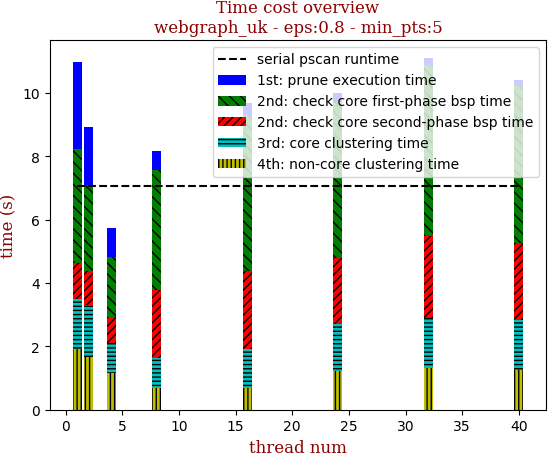 Time cost overview
webgraph_uk - eps:0.8 - min_pts:5
serial pscan runtime
1st: prune execution time
2nd: check core first-phase bsp time
2nd: check core second-phase bsp time
3rd: core clustering time
4th: non-core clustering time
time (s)
10
8
6
4
2
0
0 5 10 15 20 25 30 35 40
thread num